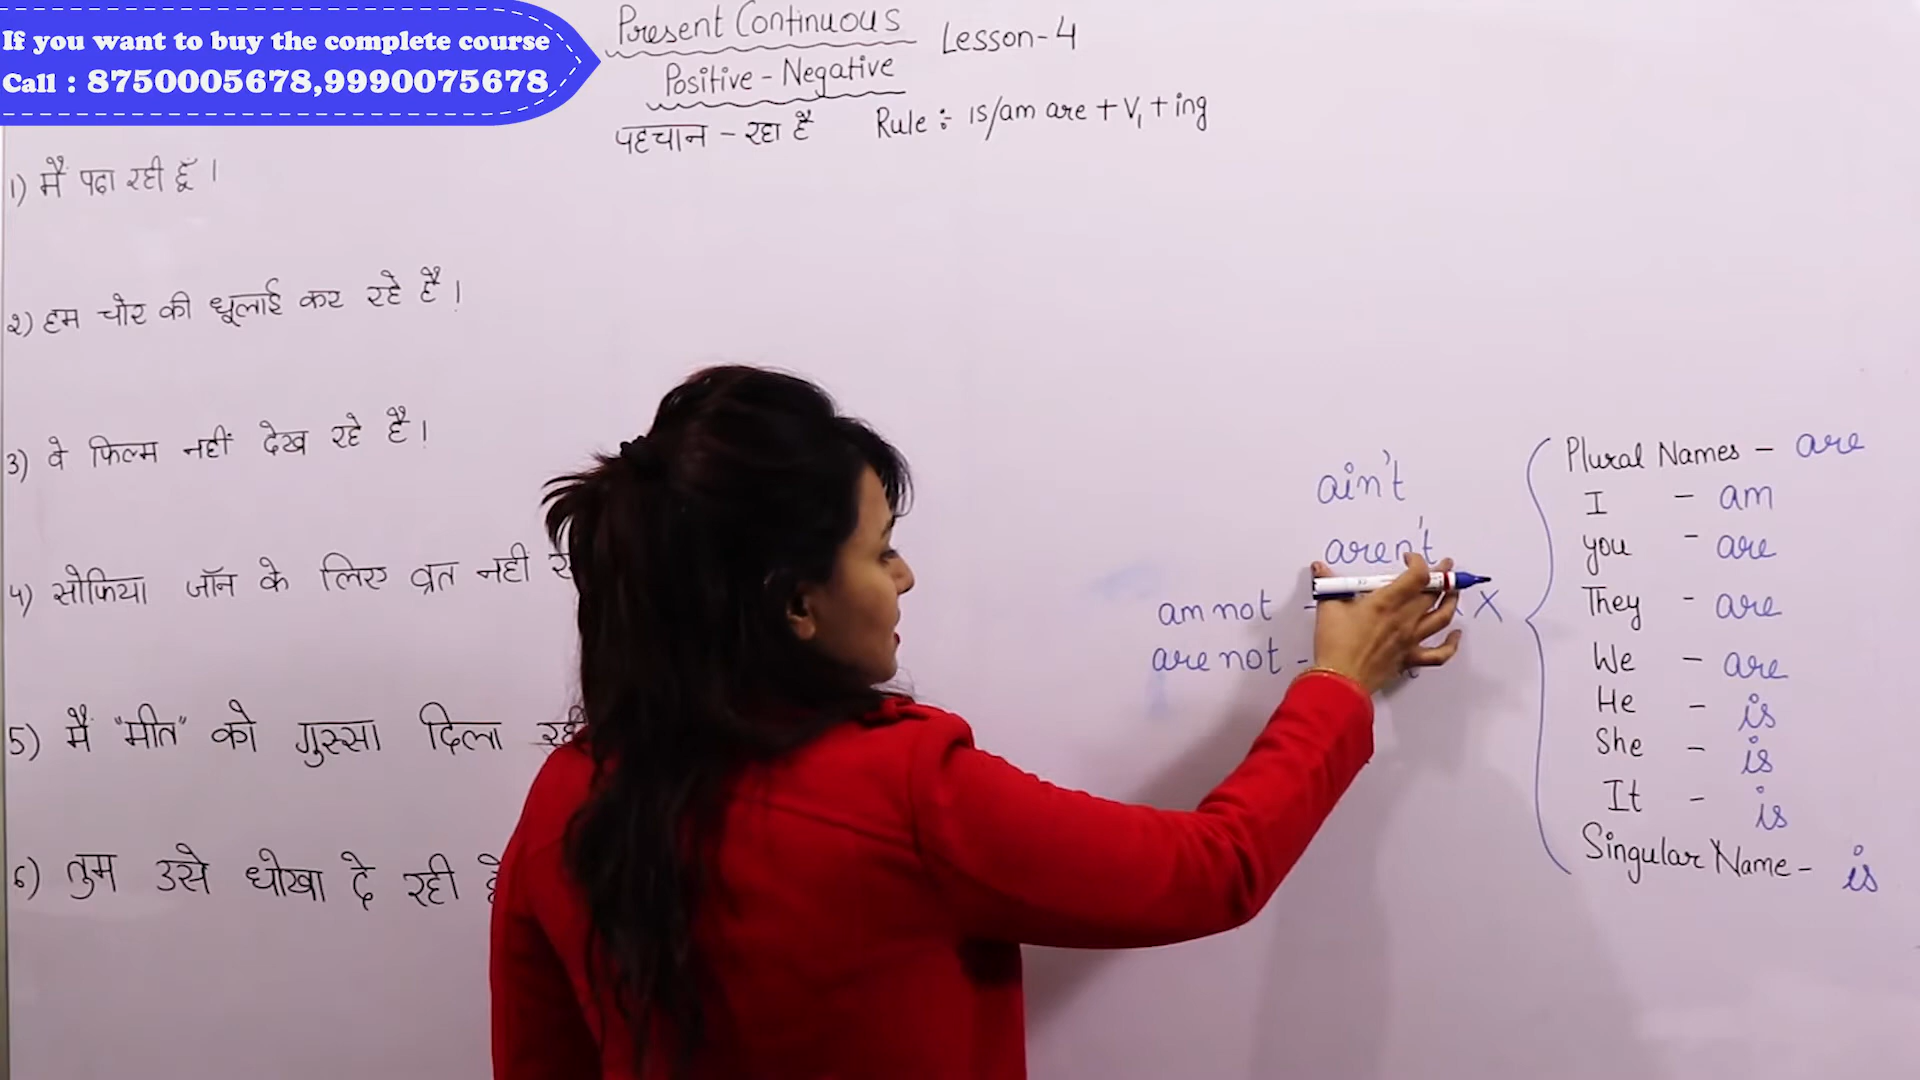 If you want to buy the complete course
Call : 8750005678,9990075678
Present Continuous
Lesson-4
Positive - Negative
पहचान - रहा है
Rule : is/am are + V1 + ing
1) मैं पढा रही हूँ ।
२) हम चोर की धूलाई कर रहे हैं ।
3) वे फिल्म नहीं देख रहे हैं ।
4) सोफिया जॉन के लिए व्रत नहीं
5) मैं "मीत" को गुस्सा दिला रही
6) तुम उसे धोखा दे रही
ain't
aren't
am not - X
are not -
Plural Names - are
I - am
you - are
They - are
We - are
He - is
She - is
It - is
Singular Name - is